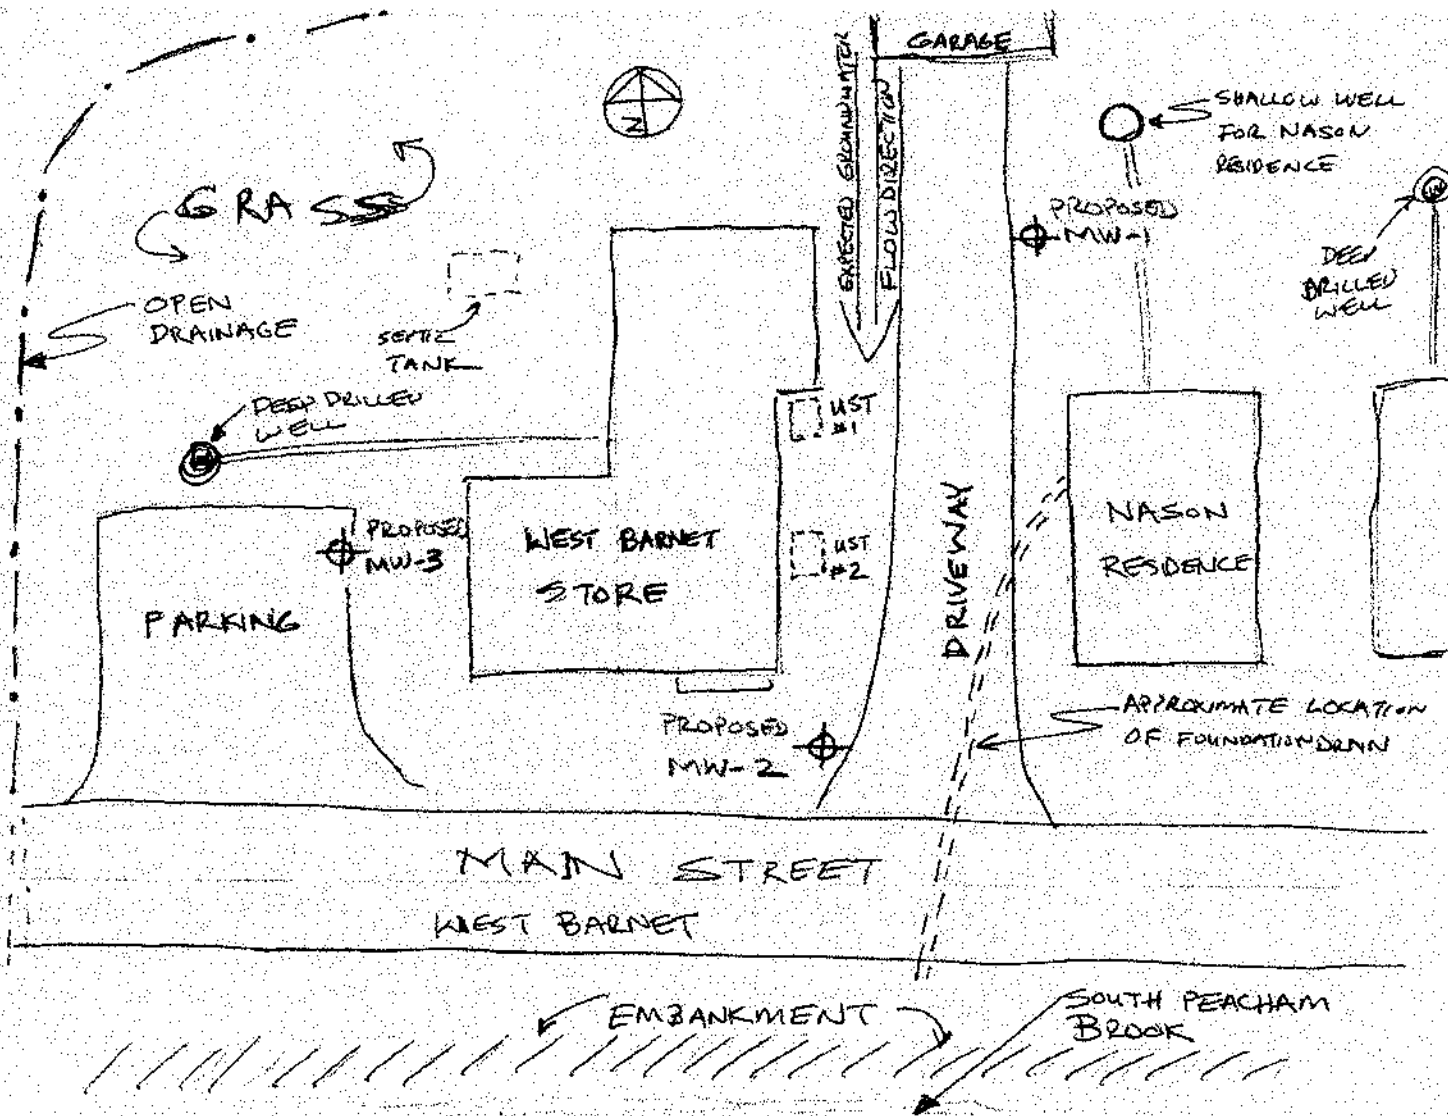 GARAGE
EXPECTED GROUNDWATER
FLOW DIRECTION
N
SHALLOW WELL
FOR NASON
RESIDENCE
GRASS
PROPOSED
MW-1
DEEP
DRILLED
WELL
OPEN
DRAINAGE
SEPTIC
TANK
DEEP DRILLED
WELL
UST
#1
PROPOSED
MW-3
WEST BARNET
STORE
UST
#2
DRIVEWAY
NASON
RESIDENCE
PARKING
PROPOSED
MW-2
APPROXIMATE LOCATION
OF FOUNDATION DRAIN
MAIN STREET
WEST BARNET
EMBANKMENT
SOUTH PEACHAM
BROOK